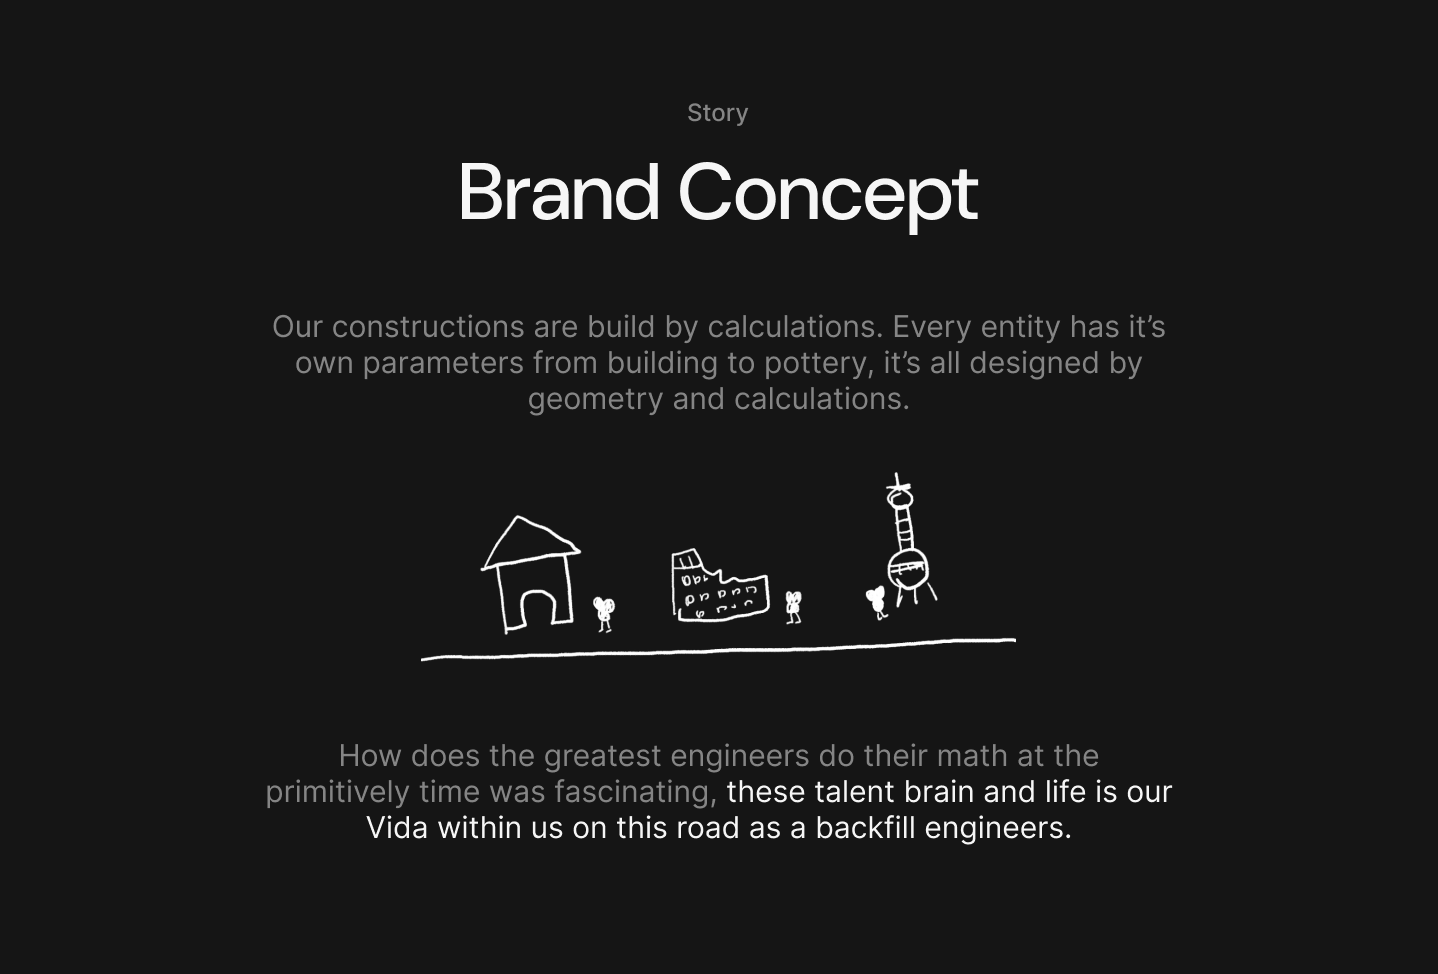 Story
Brand Concept
Our constructions are build by calculations. Every entity has it’s
own parameters from building to pottery, it’s all designed by
geometry and calculations.
How does the greatest engineers do their math at the
primitively time was fascinating, these talent brain and life is our
Vida within us on this road as a backfill engineers.